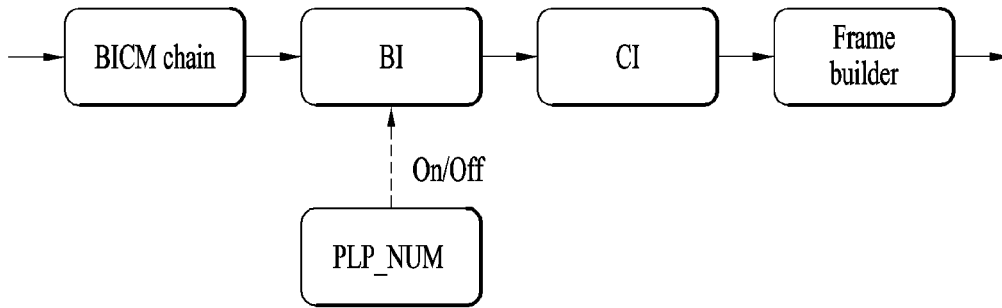 BICM chain
BI
CI
Frame
builder
On/Off
PLP_NUM